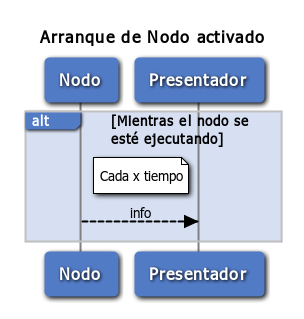 Arranque de Nodo activado
Nodo Presentador
alt [Mientras el nodo se
esté ejecutando]
Cada x tiempo
info
Nodo Presentador